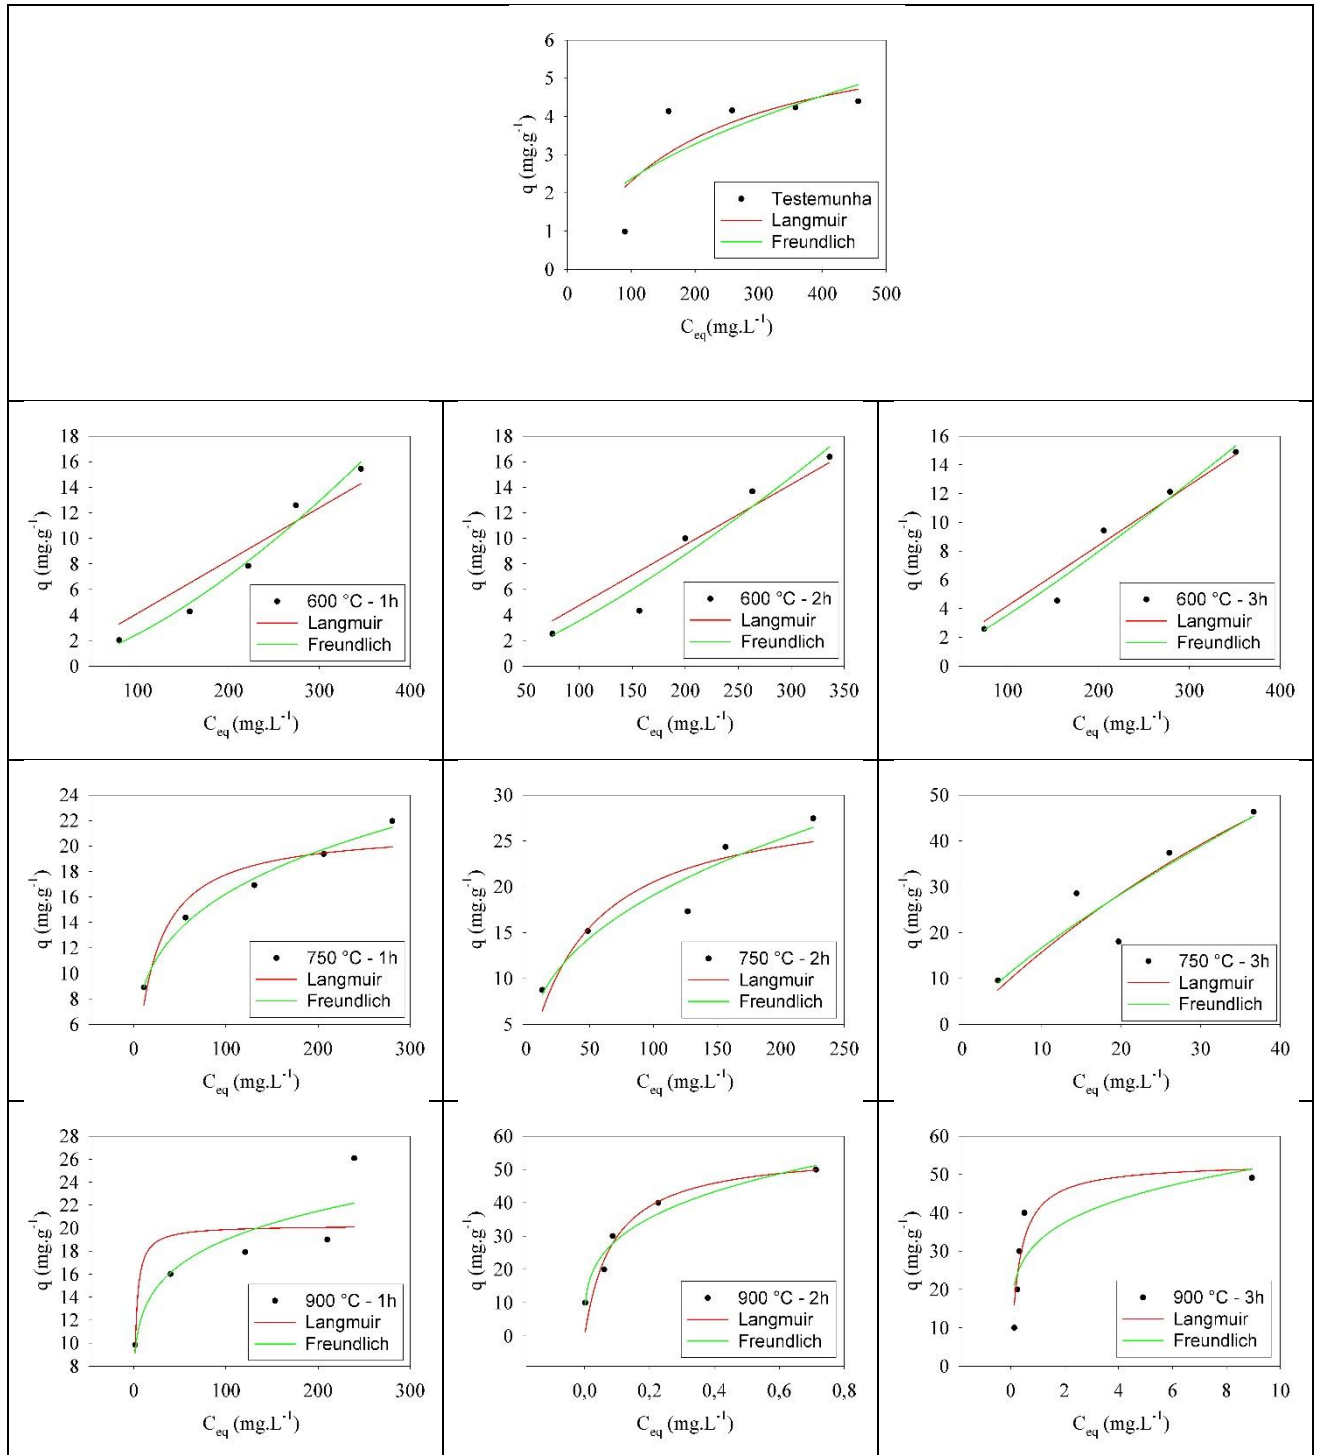 6
5
4
3
2
1
0
q (mg.g⁻¹)
Testemunha
Langmuir
Freundlich
0 100 200 300 400 500
C_eq(mg.L⁻¹)
18
16
14
12
10
8
6
4
2
0
q (mg.g⁻¹)
600 °C - 1h
Langmuir
Freundlich
100 200 300 400
C_eq (mg.L⁻¹)
18
16
14
12
10
8
6
4
2
0
q (mg.g⁻¹)
600 °C - 2h
Langmuir
Freundlich
50 100 150 200 250 300 350
C_eq (mg.L⁻¹)
16
14
12
10
8
6
4
2
0
q (mg.g⁻¹)
600 °C - 3h
Langmuir
Freundlich
100 200 300 400
C_eq (mg.L⁻¹)
24
22
20
18
16
14
12
10
8
6
q (mg.g⁻¹)
750 °C - 1h
Langmuir
Freundlich
0 100 200 300
C_eq (mg.L⁻¹)
30
25
20
15
10
5
q (mg.g⁻¹)
750 °C - 2h
Langmuir
Freundlich
0 50 100 150 200 250
C_eq (mg.L⁻¹)
50
40
30
20
10
0
q (mg.g⁻¹)
750 °C - 3h
Langmuir
Freundlich
0 10 20 30 40
C_eq (mg.L⁻¹)
28
26
24
22
20
18
16
14
12
10
8
q (mg.g⁻¹)
900 °C - 1h
Langmuir
Freundlich
0 100 200 300
C_eq (mg.L⁻¹)
60
50
40
30
20
10
0
q (mg.g⁻¹)
900 °C - 2h
Langmuir
Freundlich
0,0 0,2 0,4 0,6 0,8
C_eq (mg.L⁻¹)
60
50
40
30
20
10
0
q (mg.g⁻¹)
900 °C - 3h
Langmuir
Freundlich
0 2 4 6 8 10
C_eq (mg.L⁻¹)